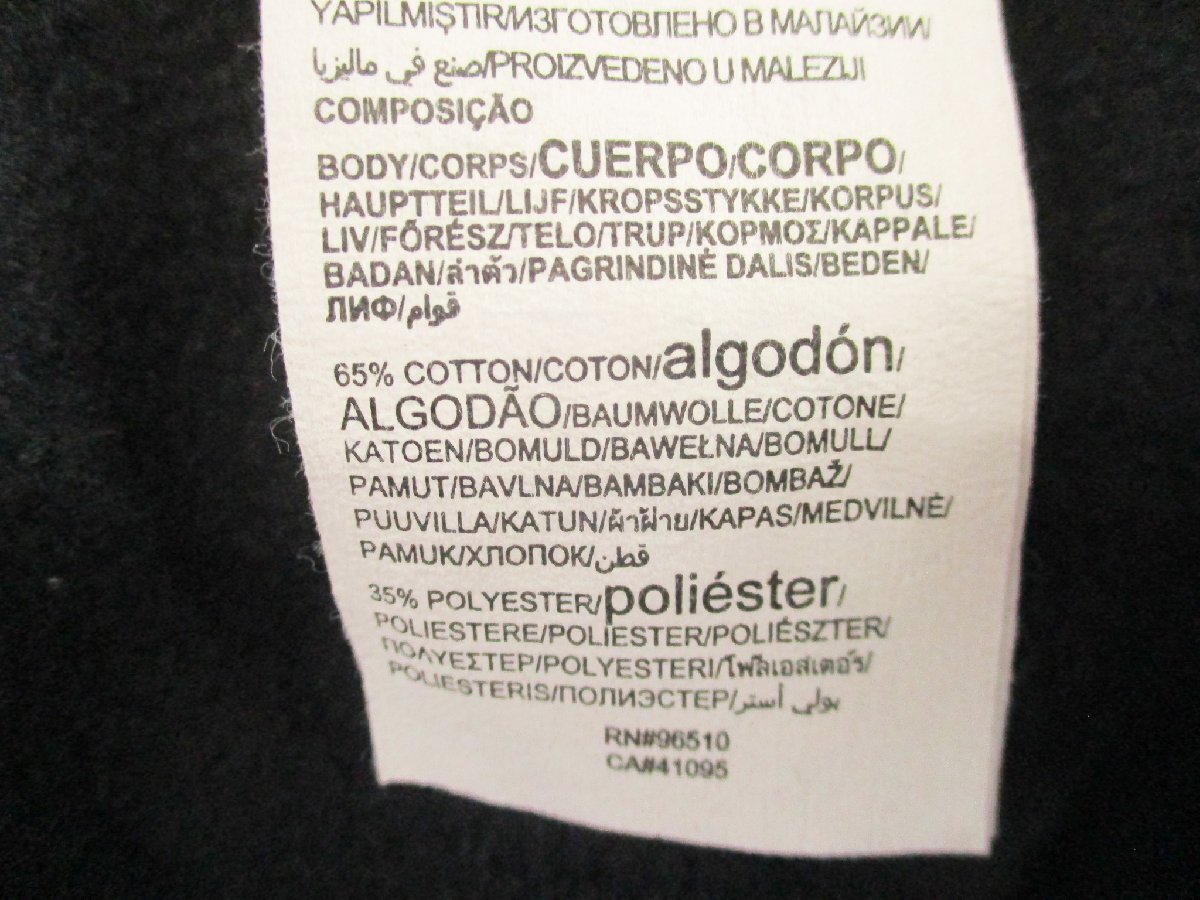 YAPILMIŞTIR/ИЗГОТОВЛЕНО В МАЛАЙЗИИ
صنع في ماليزيا/PROIZVEDENO U MALEZIJI
COMPOSIÇÃO
BODY/CORPS/CUERPO/CORPO/
HAUPTTEIL/LIJF/KROPSSTYKKE/KORPUS/
LIV/FŐRÉSZ/TELO/TRUP/ΚΟΡΜΟΣ/KAPPALE/
BADAN/ลำตัว/PAGRINDINĖ DALIS/BEDEN/
ЛИФ/قوام
65% COTTON/COTON/algodón/
ALGODÃO/BAUMWOLLE/COTONE/
KATOEN/BOMULD/BAWEŁNA/BOMULL/
PAMUT/BAVLNA/BAMBAKI/BOMBAŽ/
PUUVILLA/KATUN/ผ้าฝ้าย/KAPAS/MEDVILNĖ/
PAMUK/ХЛОПОК/قطن
35% POLYESTER/poliéster/
POLIESTERE/POLIESTER/POLIÉSZTER/
ΠΟΛΥΕΣΤΕΡ/POLYESTERI/โพลีเอสเตอร์/
POLIESTERIS/ПОЛИЭСТЕР/بولي أستر
RN#96510
CA#41095